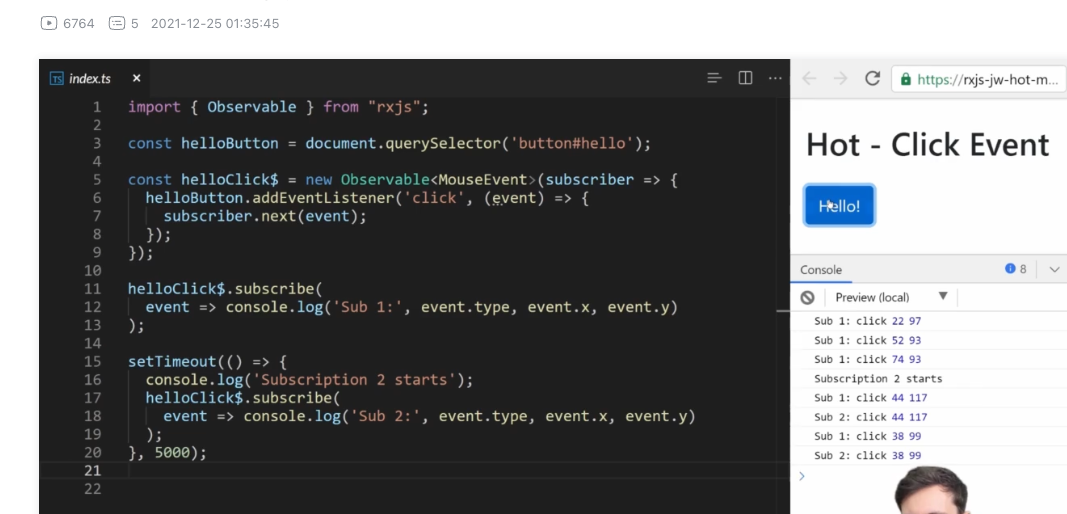 6764 5 2021-12-25 01:35:45
TS index.ts ×
https://rxjs-jw-hot-m...
1 import { Observable } from "rxjs";
2
3 const helloButton = document.querySelector('button#hello');
4
5 const helloClick$ = new Observable<MouseEvent>(subscriber => {
6 helloButton.addEventListener('click', (event) => {
7 subscriber.next(event);
8 });
9 });
10
11 helloClick$.subscribe(
12 event => console.log('Sub 1:', event.type, event.x, event.y)
13 );
14
15 setTimeout(() => {
16 console.log('Subscription 2 starts');
17 helloClick$.subscribe(
18 event => console.log('Sub 2:', event.type, event.x, event.y)
19 );
20 }, 5000);
21
22
Hot - Click Event
Hello!
Console 8
Preview (local)
Sub 1: click 22 97
Sub 1: click 52 93
Sub 1: click 74 93
Subscription 2 starts
Sub 1: click 44 117
Sub 2: click 44 117
Sub 1: click 38 99
Sub 2: click 38 99